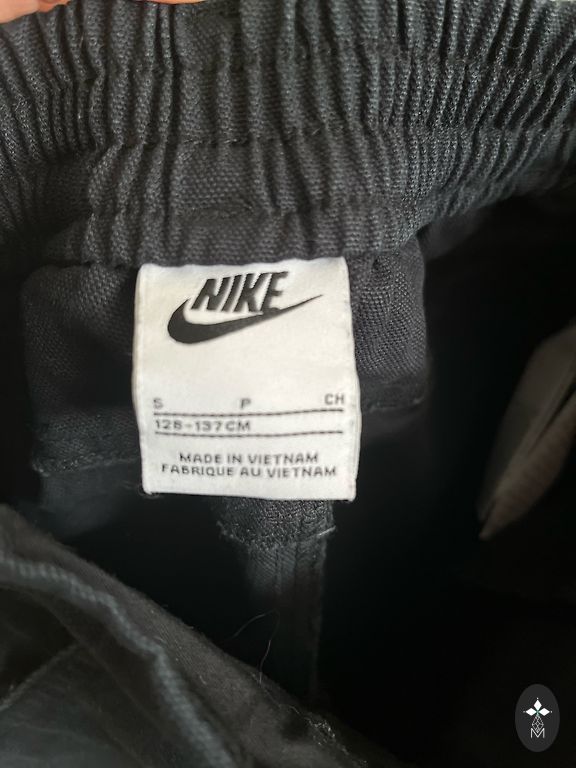 NIKE
S P CH
128-137CM
MADE IN VIETNAM
FABRIQUE AU VIETNAM
M